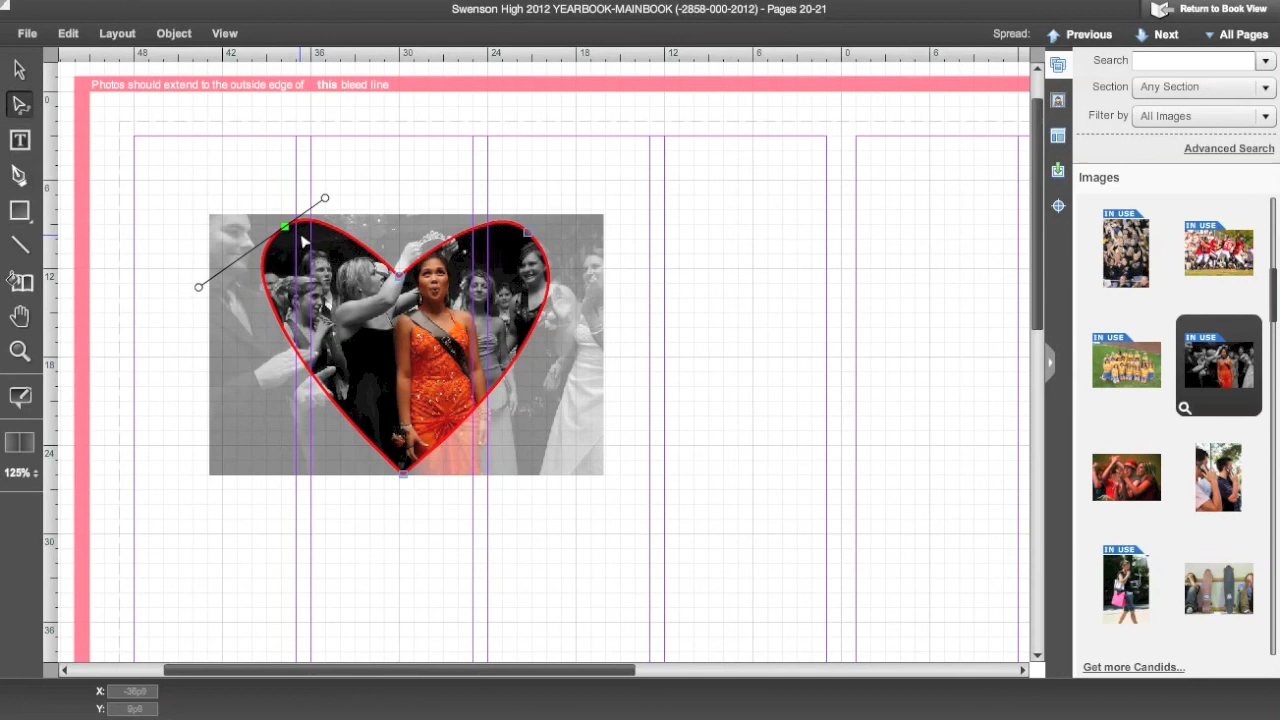 Swenson High 2012 YEARBOOK-MAINBOOK (-2858-000-2012) - Pages 20-21
Return to Book View
File Edit Layout Object View
Spread: Previous Next All Pages
48 42 36 30 24 18 12 6 0 6
Search
Section Any Section
Filter by All Images
Advanced Search
Photos should extend to the outside edge of this bleed line
0
6
12
18
24
30
36
T
125%
Images
IN USE
IN USE
IN USE
IN USE
IN USE
Get more Candids...
X: -38p0
Y: 9p0